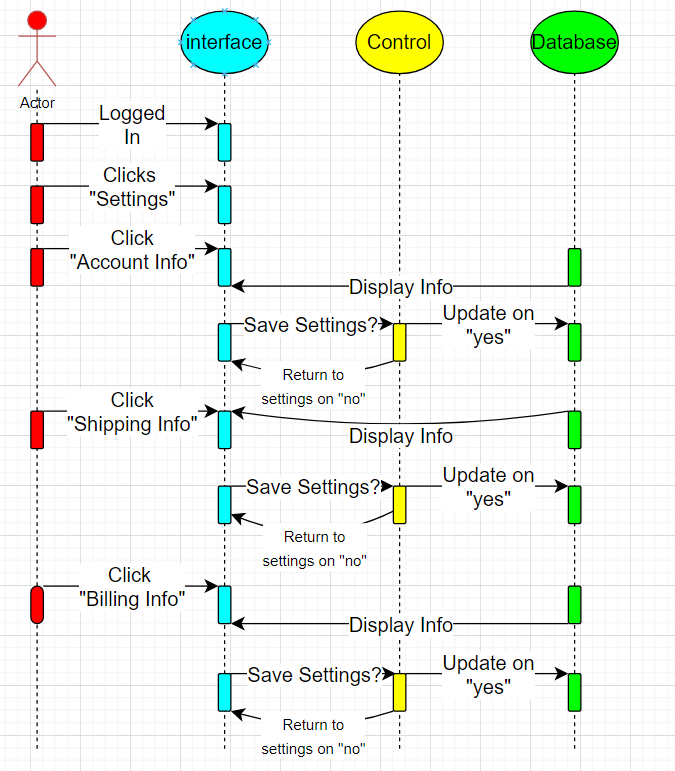 interface
Control
Database
Actor
Logged
In
Clicks
"Settings"
Click
"Account Info"
Display Info
Save Settings?
Update on
"yes"
Return to
settings on "no"
Click
"Shipping Info"
Display Info
Save Settings?
Update on
"yes"
Return to
settings on "no"
Click
"Billing Info"
Display Info
Save Settings?
Update on
"yes"
Return to
settings on "no"